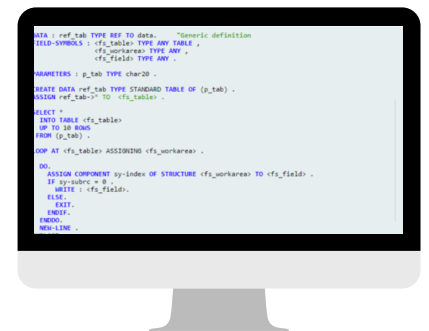 DATA : ref_tab TYPE REF TO data. "Generic definition
FIELD-SYMBOLS : <fs_table> TYPE ANY TABLE ,
<fs_workarea> TYPE ANY ,
<fs_field> TYPE ANY .
PARAMETERS : p_tab TYPE char20 .
CREATE DATA ref_tab TYPE STANDARD TABLE OF (p_tab) .
ASSIGN ref_tab->* TO <fs_table> .
SELECT *
INTO TABLE <fs_table>
UP TO 10 ROWS
FROM (p_tab) .
LOOP AT <fs_table> ASSIGNING <fs_workarea> .
DO.
ASSIGN COMPONENT sy-index OF STRUCTURE <fs_workarea> TO <fs_field> .
IF sy-subrc = 0 .
WRITE : <fs_field>.
ELSE.
EXIT.
ENDIF.
ENDDO.
NEW-LINE .